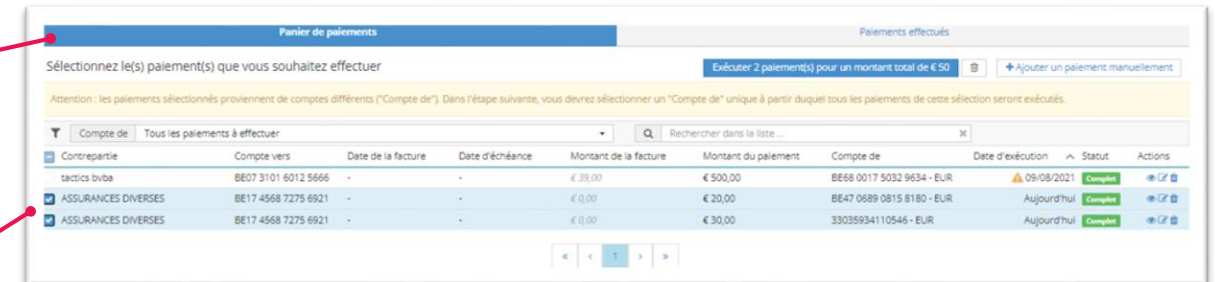 Panier de paiements Paiements effectués
Sélectionnez le(s) paiement(s) que vous souhaitez effectuer Exécuter 2 paiement(s) pour un montant total de € 50 +Ajouter un paiement manuellement
Attention : les paiements sélectionnés proviennent de comptes différents ("Compte de"). Dans l'étape suivante, vous devrez sélectionner un "Compte de" unique à partir duquel tous les paiements de cette sélection seront exécutés.
Compte de Tous les paiements à effectuer Rechercher dans la liste ...
Contrepartie Compte vers Date de la facture Date d'échéance Montant de la facture Montant du paiement Compte de Date d'exécution Statut Actions
tactics bvba BE07 3101 6012 5666 - - € 39,00 € 500,00 BE68 0017 5032 9634 - EUR 09/08/2021 Complet
ASSURANCES DIVERSES BE17 4568 7275 6921 - - € 0,00 € 20,00 BE47 0689 0815 8180 - EUR Aujourd'hui Complet
ASSURANCES DIVERSES BE17 4568 7275 6921 - - € 0,00 € 30,00 33035934110546 - EUR Aujourd'hui Complet
« < 1 > »